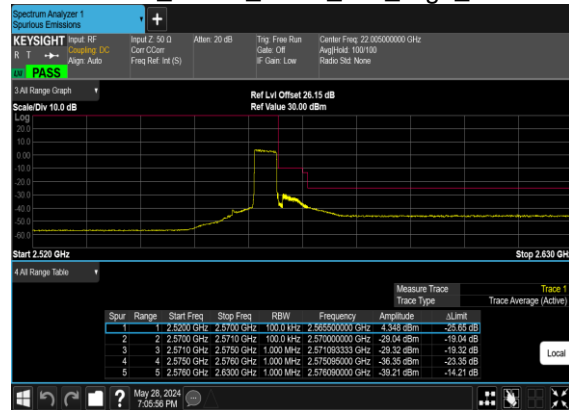 Spectrum Analyzer 1
Spurious Emissions
+
KEYSIGHT Input: RF Input Z: 50 Ω Atten: 20 dB Trig: Free Run Center Freq: 22.005000000 GHz
R T Coupling: DC Corr CCorr Gate: Off Avg|Hold: 100/100
Align: Auto Freq Ref: Int (S) IF Gain: Low Radio Std: None
PASS
3 All Range Graph
Ref Lvl Offset 26.15 dB
Scale/Div 10.0 dB Ref Value 30.00 dBm
Log
20.0
10.0
0.00
-10.0
-20.0
-30.0
-40.0
-50.0
-60.0
Start 2.520 GHz Stop 2.630 GHz
4 All Range Table
Measure Trace Trace 1
Trace Type Trace Average (Active)
Spur Range Start Freq Stop Freq RBW Frequency Amplitude ΔLimit
1 1 2.5200 GHz 2.5700 GHz 100.0 kHz 2.565500000 GHz 4.348 dBm -25.65 dB
2 2 2.5700 GHz 2.5710 GHz 100.0 kHz 2.570000000 GHz -29.04 dBm -19.04 dB
3 3 2.5710 GHz 2.5750 GHz 1.000 MHz 2.571093333 GHz -29.32 dBm -19.32 dB
4 4 2.5750 GHz 2.5760 GHz 1.000 MHz 2.575095000 GHz -36.35 dBm -23.35 dB
5 5 2.5760 GHz 2.6300 GHz 1.000 MHz 2.576090000 GHz -39.21 dBm -14.21 dB
Local
? May 28, 2024
7:05:56 PM